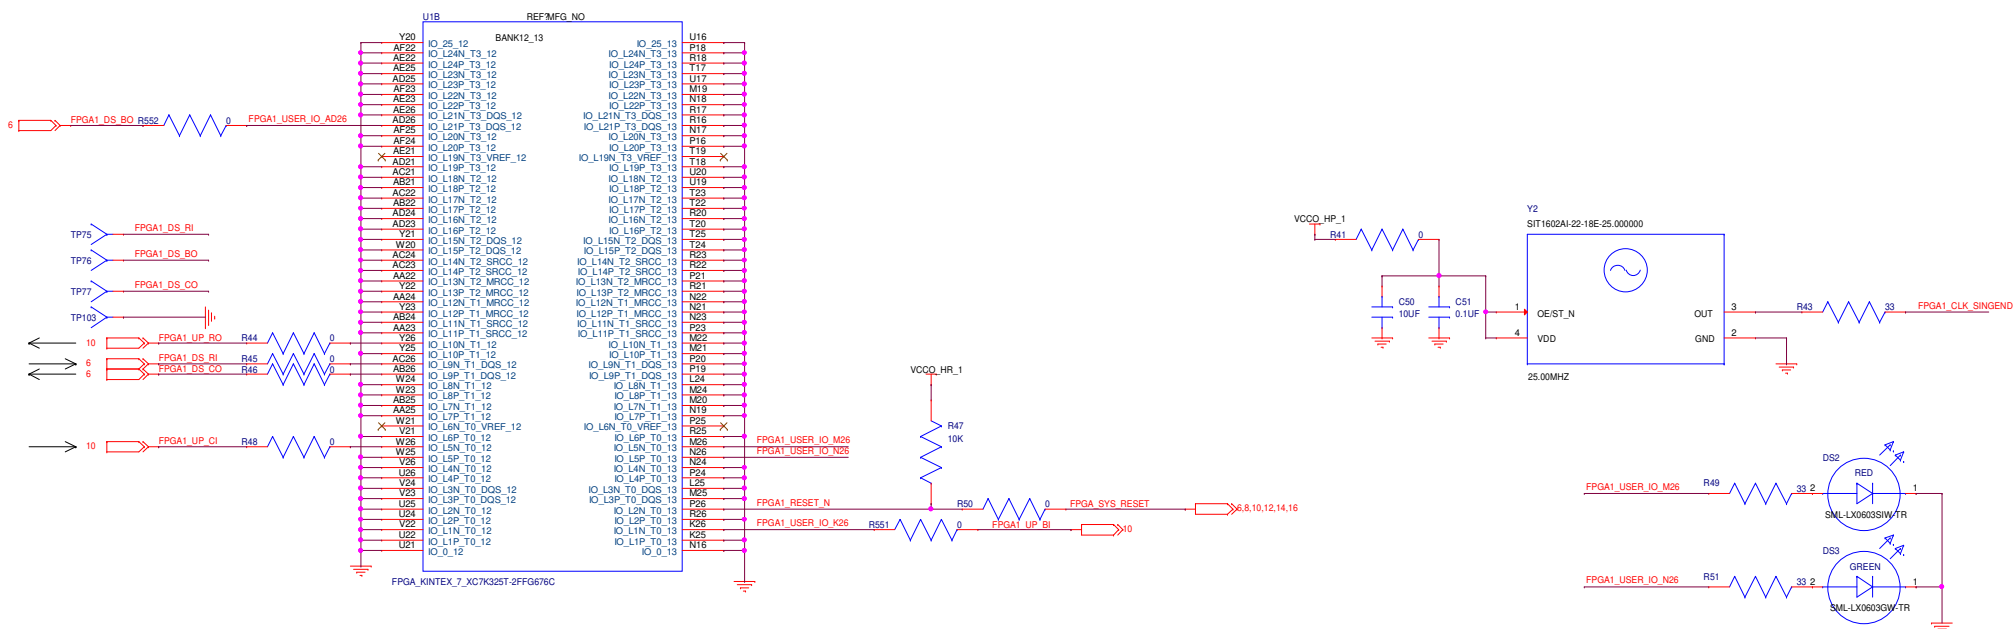 U1B
REF?MFG_NO
BANK12_13
Y20 IO_25_12 IO_25_13 U16
AF22 IO_L24N_T3_12 IO_L24N_T3_13 P18
AE22 IO_L24P_T3_12 IO_L24P_T3_13 R18
AE25 IO_L23N_T3_12 IO_L23N_T3_13 T17
AD25 IO_L23P_T3_12 IO_L23P_T3_13 U17
AF23 IO_L22N_T3_12 IO_L22N_T3_13 M19
AE23 IO_L22P_T3_12 IO_L22P_T3_13 N18
AE26 IO_L21N_T3_DQS_12 IO_L21N_T3_DQS_13 R17
AD26 IO_L21P_T3_DQS_12 IO_L21P_T3_DQS_13 R16
AF25 IO_L20N_T3_12 IO_L20N_T3_13 N17
AF24 IO_L20P_T3_12 IO_L20P_T3_13 P16
AE21 IO_L19N_T3_VREF_12 IO_L19N_T3_VREF_13 T19
AD21 IO_L19P_T3_12 IO_L19P_T3_13 T18
AC21 IO_L18N_T2_12 IO_L18N_T2_13 U20
AB21 IO_L18P_T2_12 IO_L18P_T2_13 U19
AC22 IO_L17N_T2_12 IO_L17N_T2_13 T23
AB22 IO_L17P_T2_12 IO_L17P_T2_13 T22
AD24 IO_L16N_T2_12 IO_L16N_T2_13 R20
AD23 IO_L16P_T2_12 IO_L16P_T2_13 T20
Y21 IO_L15N_T2_DQS_12 IO_L15N_T2_DQS_13 T25
W20 IO_L15P_T2_DQS_12 IO_L15P_T2_DQS_13 T24
AC24 IO_L14N_T2_SRCC_12 IO_L14N_T2_SRCC_13 R23
AC23 IO_L14P_T2_SRCC_12 IO_L14P_T2_SRCC_13 R22
AA22 IO_L13N_T2_MRCC_12 IO_L13N_T2_MRCC_13 P21
Y22 IO_L13P_T2_MRCC_12 IO_L13P_T2_MRCC_13 R21
AA24 IO_L12N_T1_MRCC_12 IO_L12N_T1_MRCC_13 N22
Y23 IO_L12P_T1_MRCC_12 IO_L12P_T1_MRCC_13 N21
AB24 IO_L11N_T1_SRCC_12 IO_L11N_T1_SRCC_13 N23
AA23 IO_L11P_T1_SRCC_12 IO_L11P_T1_SRCC_13 P23
Y26 IO_L10N_T1_12 IO_L10N_T1_13 M22
Y25 IO_L10P_T1_12 IO_L10P_T1_13 M21
AC26 IO_L9N_T1_DQS_12 IO_L9N_T1_DQS_13 P20
AB26 IO_L9P_T1_DQS_12 IO_L9P_T1_DQS_13 P19
W24 IO_L8N_T1_12 IO_L8N_T1_13 L24
W23 IO_L8P_T1_12 IO_L8P_T1_13 M24
AB25 IO_L7N_T1_12 IO_L7N_T1_13 M20
AA25 IO_L7P_T1_12 IO_L7P_T1_13 N19
W21 IO_L6N_T0_VREF_12 IO_L6N_T0_VREF_13 P25
V21 IO_L6P_T0_12 IO_L6P_T0_13 R25
W26 IO_L5N_T0_12 IO_L5N_T0_13 M26
W25 IO_L5P_T0_12 IO_L5P_T0_13 N26
V26 IO_L4N_T0_12 IO_L4N_T0_13 N24
U26 IO_L4P_T0_12 IO_L4P_T0_13 P24
V24 IO_L3N_T0_DQS_12 IO_L3N_T0_DQS_13 L25
V23 IO_L3P_T0_DQS_12 IO_L3P_T0_DQS_13 M25
U25 IO_L2N_T0_12 IO_L2N_T0_13 P26
U24 IO_L2P_T0_12 IO_L2P_T0_13 R26
V22 IO_L1N_T0_12 IO_L1N_T0_13 K26
U22 IO_L1P_T0_12 IO_L1P_T0_13 K25
U21 IO_0_12 IO_0_13 N16
FPGA_KINTEX_7_XC7K325T-2FFG676C
6 FPGA1_DS_BO R552 0 FPGA1_USER_IO_AD26
TP75 FPGA1_DS_RI
TP76 FPGA1_DS_BO
TP77 FPGA1_DS_CO
TP103
10 FPGA1_UP_RO R44 0
6 FPGA1_DS_RI R45 0
6 FPGA1_DS_CO R46 0
10 FPGA1_UP_CI R48 0
VCCO_HR_1
R47
10K
FPGA1_USER_IO_M26
FPGA1_USER_IO_N26
FPGA1_RESET_N R50 0 FPGA_SYS_RESET 6,8,10,12,14,16
FPGA1_USER_IO_K26 R551 0 FPGA1_UP_BI 10
VCCO_HP_1
R41 0
C50
10UF
C51
0.1UF
Y2
SIT1602AI-22-18E-25.000000
1 OE/ST_N OUT 3
4 VDD GND 2
25.00MHZ
R43 33 FPGA1_CLK_SINGEND
DS2
RED
FPGA1_USER_IO_M26 R49 33 2 1
SML-LX0603SIW-TR
DS3
GREEN
FPGA1_USER_IO_N26 R51 33 2 1
SML-LX0603GW-TR